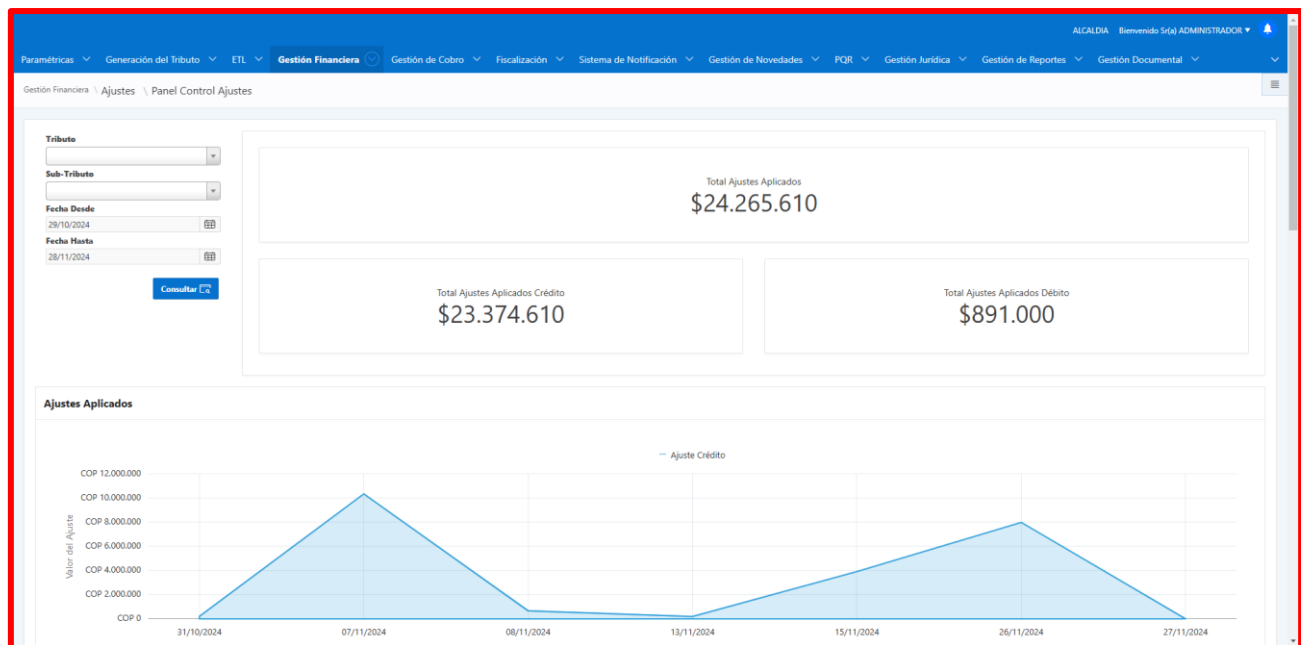 ALCALDIA Bienvenido Sr(a) ADMINISTRADOR
Paramétricas Generación del Tributo ETL Gestión Financiera Gestión de Cobro Fiscalización Sistema de Notificación Gestión de Novedades PQR Gestión Jurídica Gestión de Reportes Gestión Documental
Gestión Financiera \ Ajustes \ Panel Control Ajustes
Tributo
Sub-Tributo
Fecha Desde
29/10/2024
Fecha Hasta
28/11/2024
Consultar
Total Ajustes Aplicados
$24.265.610
Total Ajustes Aplicados Crédito
$23.374.610
Total Ajustes Aplicados Débito
$891.000
Ajustes Aplicados
Ajuste Crédito
Valor del Ajuste
COP 12.000.000
COP 10.000.000
COP 8.000.000
COP 6.000.000
COP 4.000.000
COP 2.000.000
COP 0
31/10/2024 07/11/2024 08/11/2024 13/11/2024 15/11/2024 26/11/2024 27/11/2024